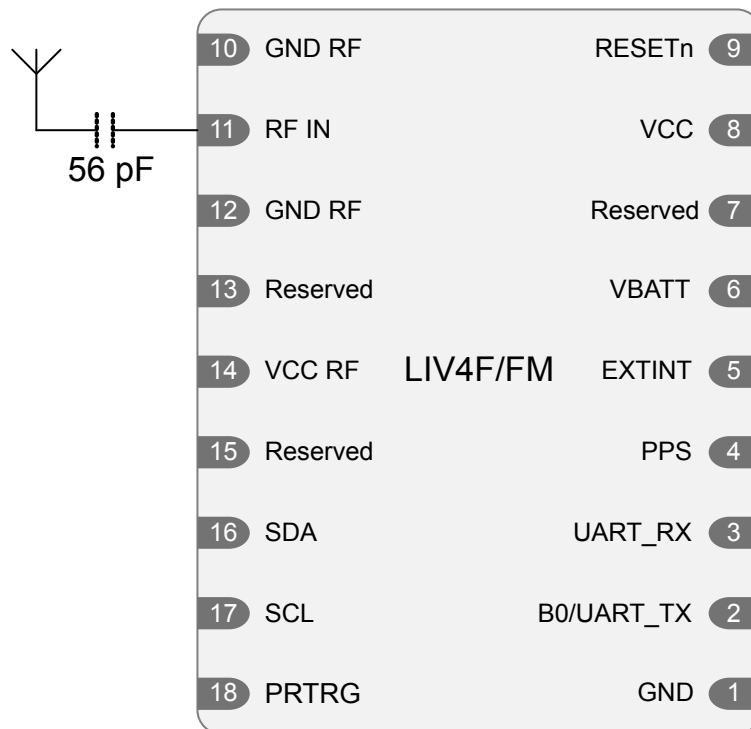 10 GND RF RESETn 9
11 RF IN VCC 8
56 pF
12 GND RF Reserved 7
13 Reserved VBATT 6
14 VCC RF LIV4F/FM EXTINT 5
15 Reserved PPS 4
16 SDA UART_RX 3
17 SCL B0/UART_TX 2
18 PRTRG GND 1